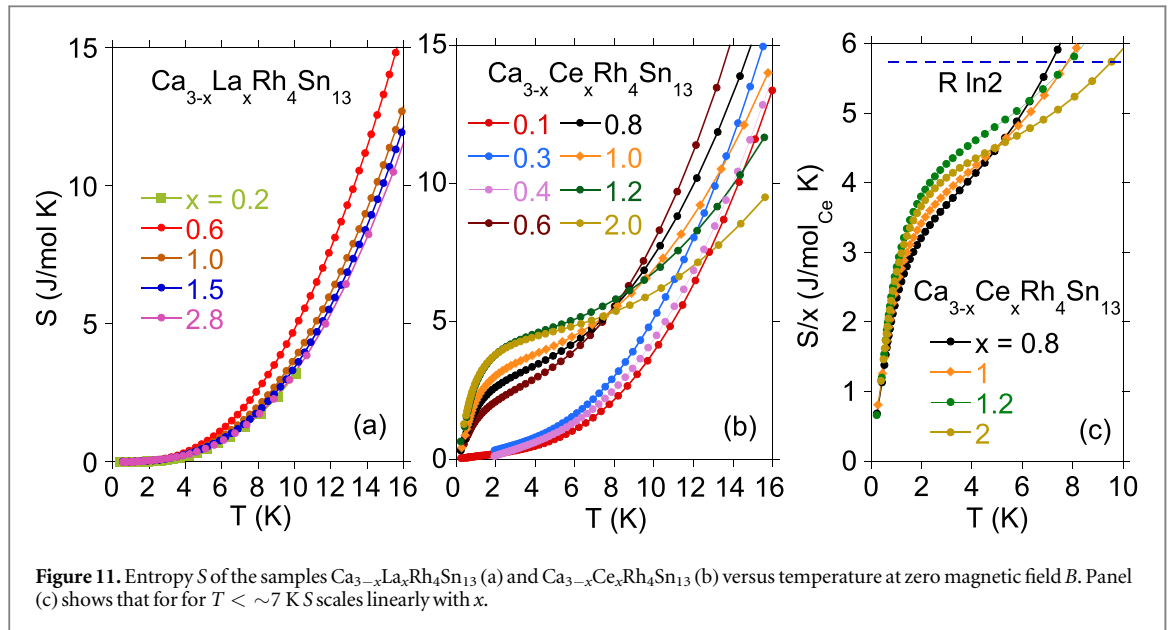 15
10
5
0
S (J/mol K)
Ca3-xLaxRh4Sn13
x = 0.2
0.6
1.0
1.5
2.8
(a)
0 2 4 6 8 10 12 14 16
T (K)
15
10
5
0
Ca3-xCexRh4Sn13
0.1 0.8
0.3 1.0
0.4 1.2
0.6 2.0
(b)
0 2 4 6 8 10 12 14 16
T (K)
6
5
4
3
2
1
0
S/x (J/molCe K)
R ln2
Ca3-xCexRh4Sn13
x = 0.8
1
1.2
2
(c)
0 2 4 6 8 10
T (K)
Figure 11. Entropy S of the samples Ca3−xLaxRh4Sn13 (a) and Ca3−xCexRh4Sn13 (b) versus temperature at zero magnetic field B. Panel
(c) shows that for for T < ∼7 K S scales linearly with x.